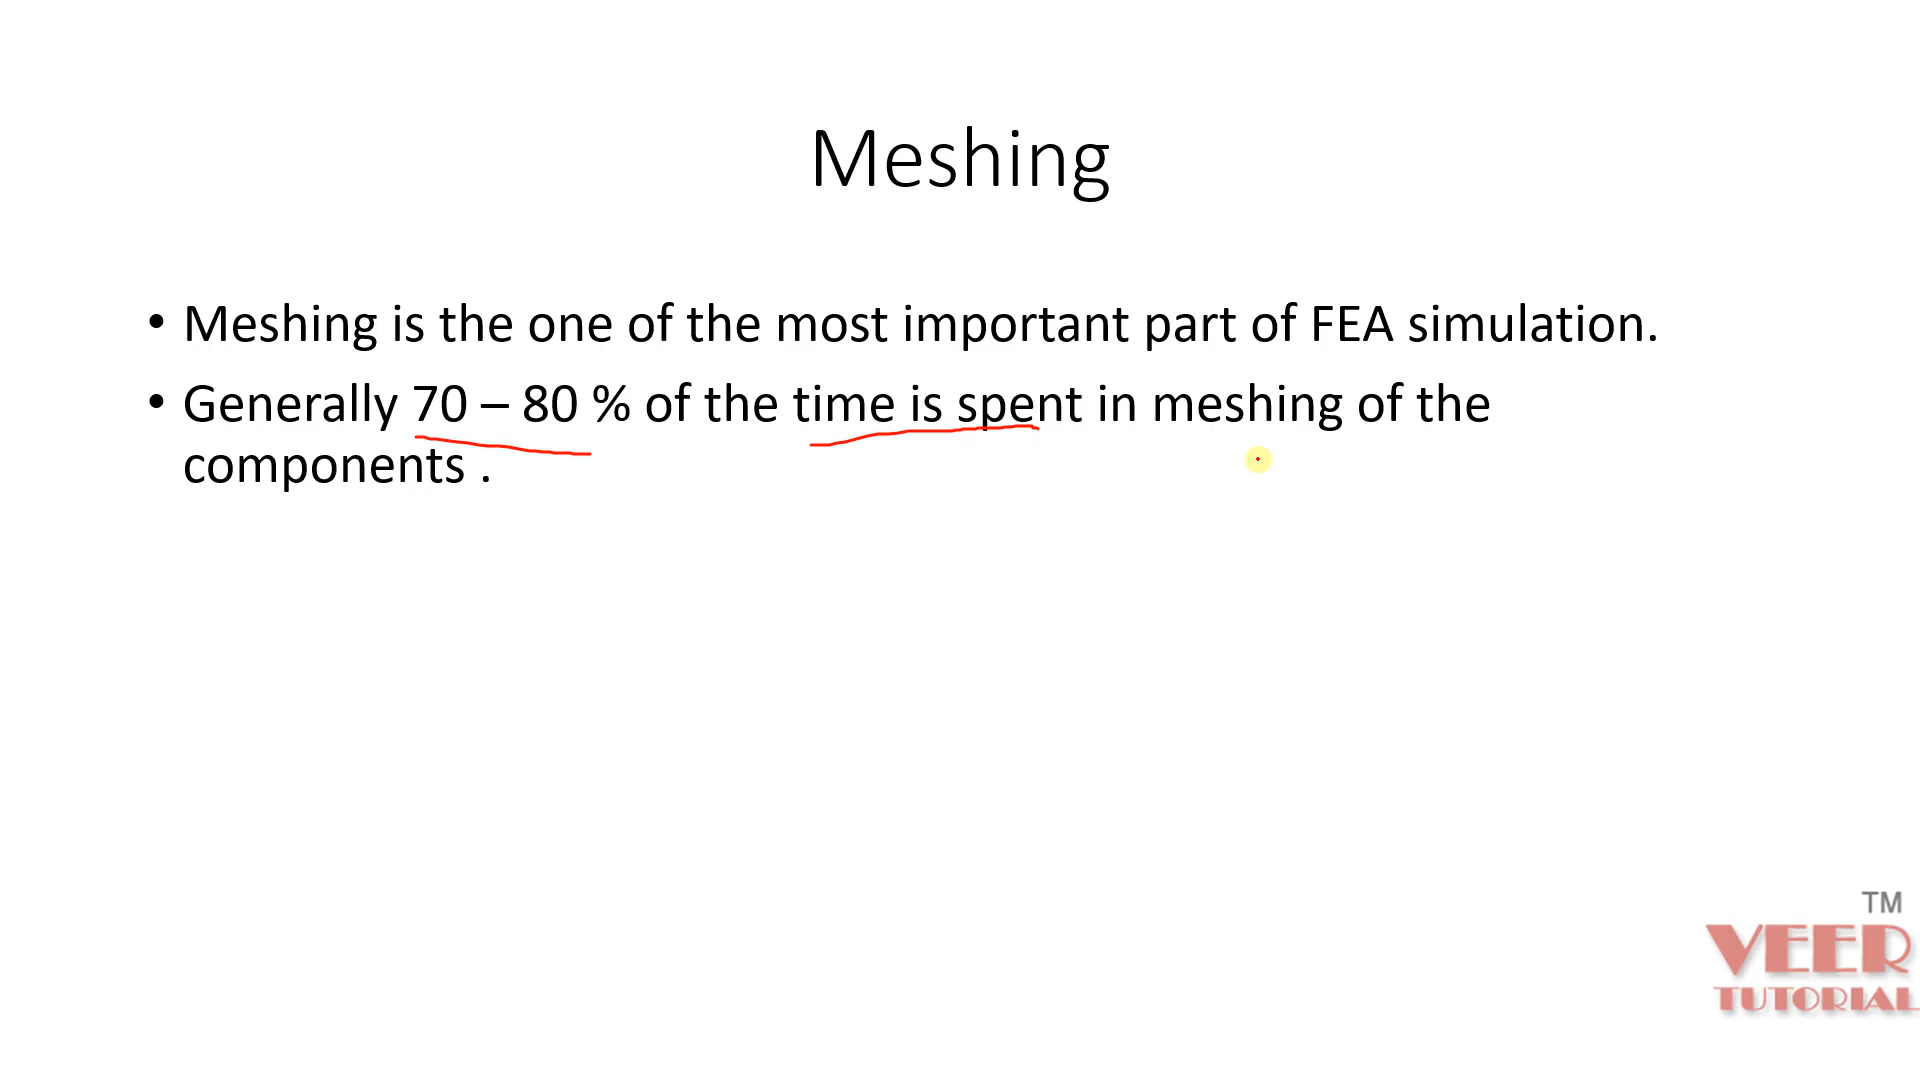 Meshing
• Meshing is the one of the most important part of FEA simulation.
• Generally 70 – 80 % of the time is spent in meshing of the
components .
TM
VEER
TUTORIAL